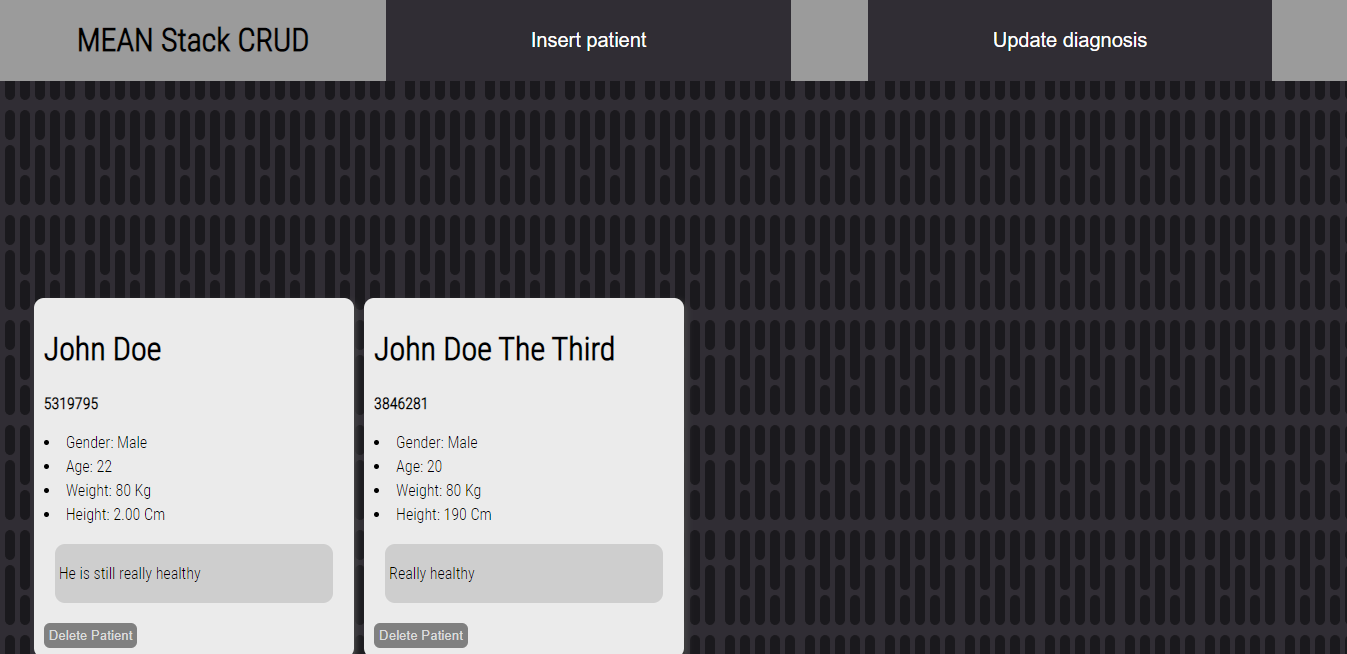 MEAN Stack CRUD
Insert patient
Update diagnosis
John Doe
5319795
Gender: Male
Age: 22
Weight: 80 Kg
Height: 2.00 Cm
He is still really healthy
Delete Patient
John Doe The Third
3846281
Gender: Male
Age: 20
Weight: 80 Kg
Height: 190 Cm
Really healthy
Delete Patient